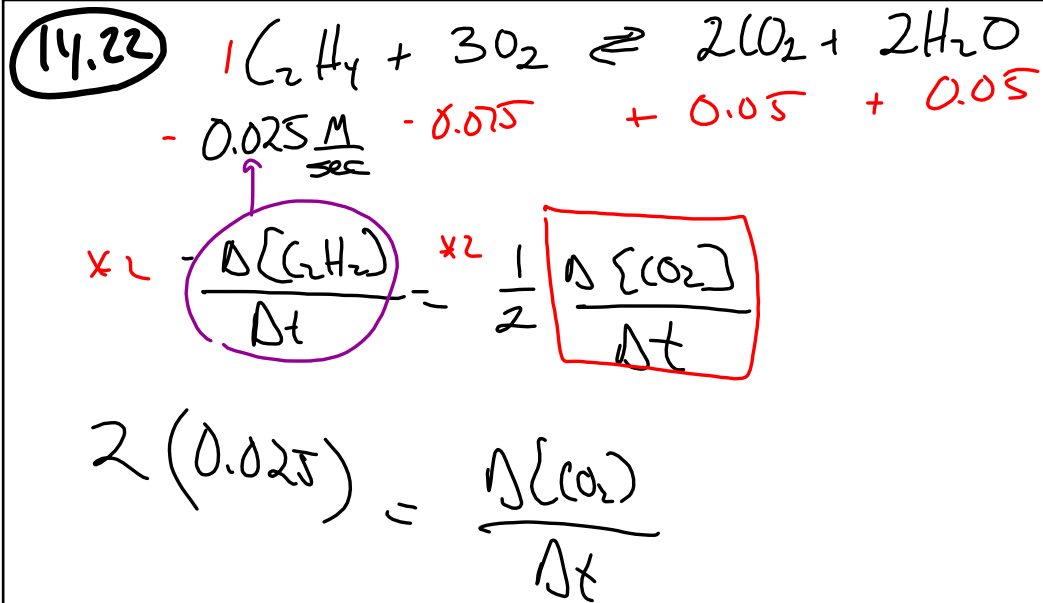 14.22 1C₂H₄ + 3O₂ ⇌ 2CO₂ + 2H₂O
- 0.025 M/sec - 0.075 + 0.05 + 0.05
×2 - Δ[C₂H₂]/Δt = ×2 1/2 Δ[CO₂]/Δt
2(0.025) = Δ[CO₂)/Δt